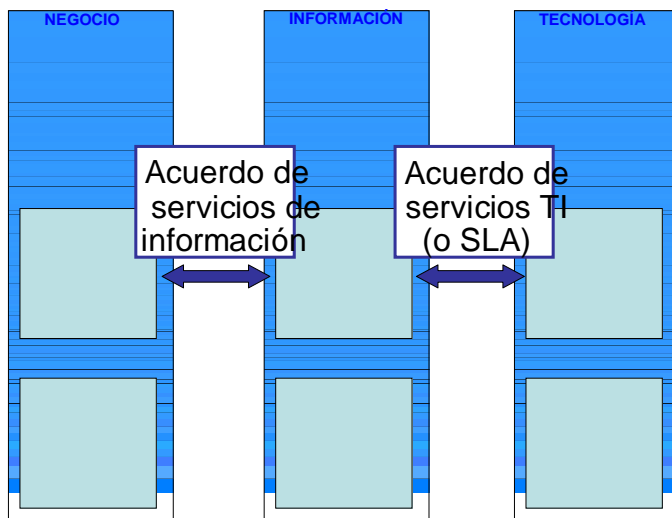 NEGOCIO
INFORMACIÓN
TECNOLOGÍA
Acuerdo de
servicios de
información
Acuerdo de
servicios TI
(o SLA)